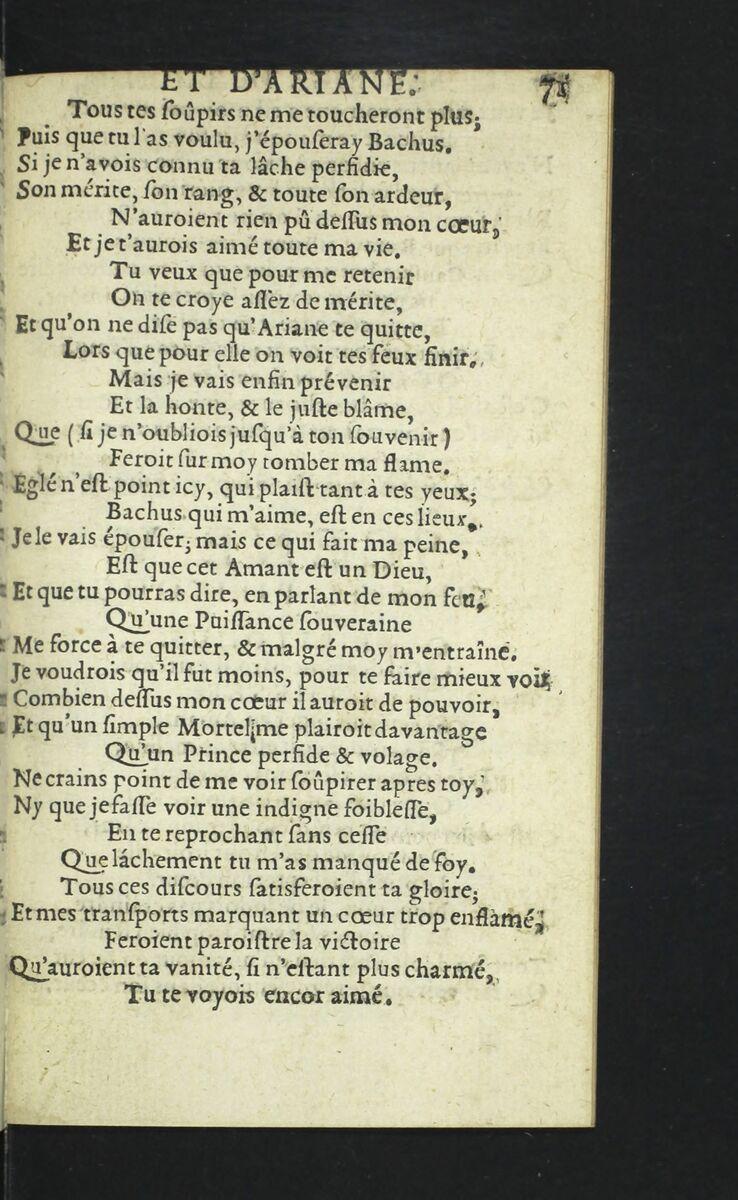 ET D'ARIANE. 71
Tous tes ſoûpirs ne me toucheront plus;
Puis que tu l'as voulu, j'épouſeray Bachus.
Si je n'avois connu ta lâche perfidie,
Son mérite, ſon rang, & toute ſon ardeur,
N'auroient rien pû deſſus mon cœur,
Et je t'aurois aimé toute ma vie.
Tu veux que pour me retenir
On te croye aſſez de mérite,
Et qu'on ne diſe pas qu'Ariane te quitte,
Lors que pour elle on voit tes feux finir.
Mais je vais enfin prévenir
Et la honte, & le juſte blâme,
Que (ſi je n'oubliois juſqu'à ton ſouvenir)
Feroit ſur moy tomber ma flame.
Eglé n'eſt point icy, qui plaiſt tant à tes yeux;
Bachus qui m'aime, eſt en ces lieux.
Je le vais épouſer; mais ce qui fait ma peine,
Eſt que cet Amant eſt un Dieu,
Et que tu pourras dire, en parlant de mon feu,
Qu'une Puiſſance ſouveraine
Me force à te quitter, & malgré moy m'entraîne.
Je voudrois qu'il fut moins, pour te faire mieux voir
Combien deſſus mon cœur il auroit de pouvoir,
Et qu'un ſimple Mortel me plairoit davantage
Qu'un Prince perfide & volage.
Ne crains point de me voir ſoûpirer apres toy,
Ny que je faſſe voir une indigne foibleſſe,
En te reprochant ſans ceſſe
Que lâchement tu m'as manqué de foy.
Tous ces diſcours ſatisferoient ta gloire;
Et mes tranſports marquant un cœur trop enflâmé,
Feroient paroiſtre la victoire
Qu'auroient ta vanité, ſi n'eſtant plus charmé,
Tu te voyois encor aimé.